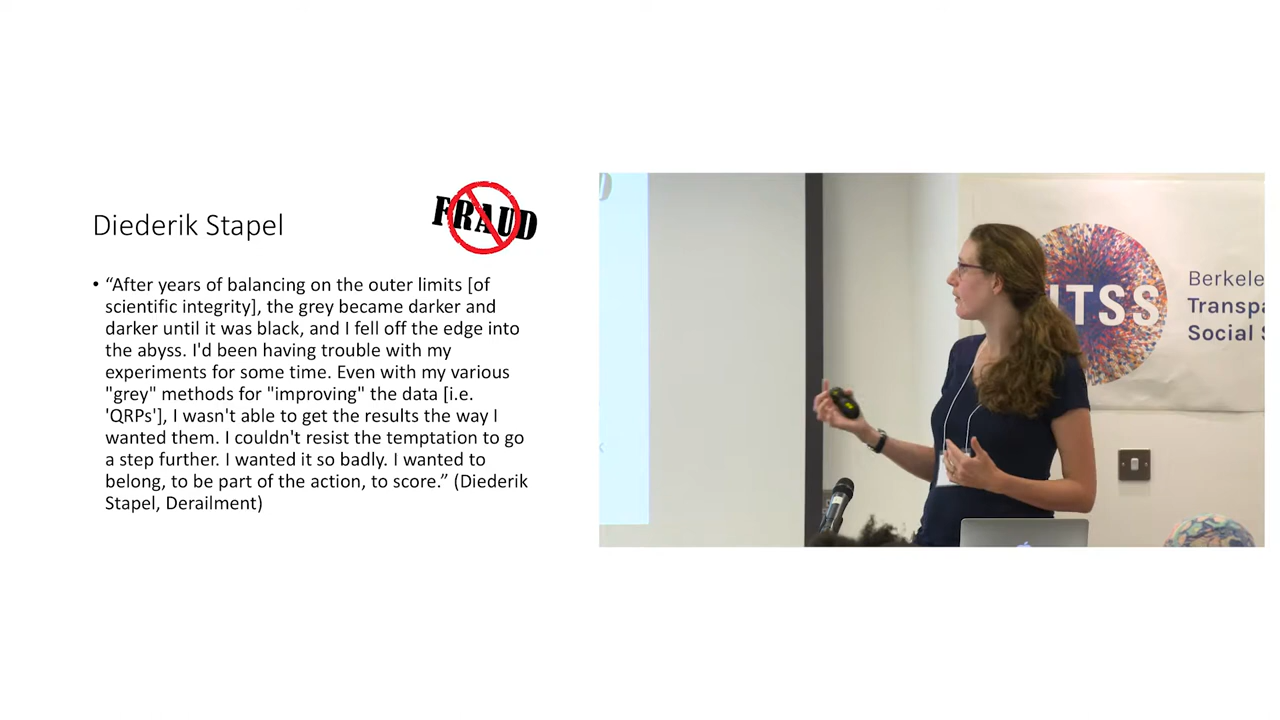 Diederik Stapel
FRAUD
• “After years of balancing on the outer limits [of
scientific integrity], the grey became darker and
darker until it was black, and I fell off the edge into
the abyss. I'd been having trouble with my
experiments for some time. Even with my various
"grey" methods for "improving" the data [i.e.
'QRPs'], I wasn't able to get the results the way I
wanted them. I couldn't resist the temptation to go
a step further. I wanted it so badly. I wanted to
belong, to be part of the action, to score.” (Diederik
Stapel, Derailment)
ITSS
Berkele
Transpa
Social S